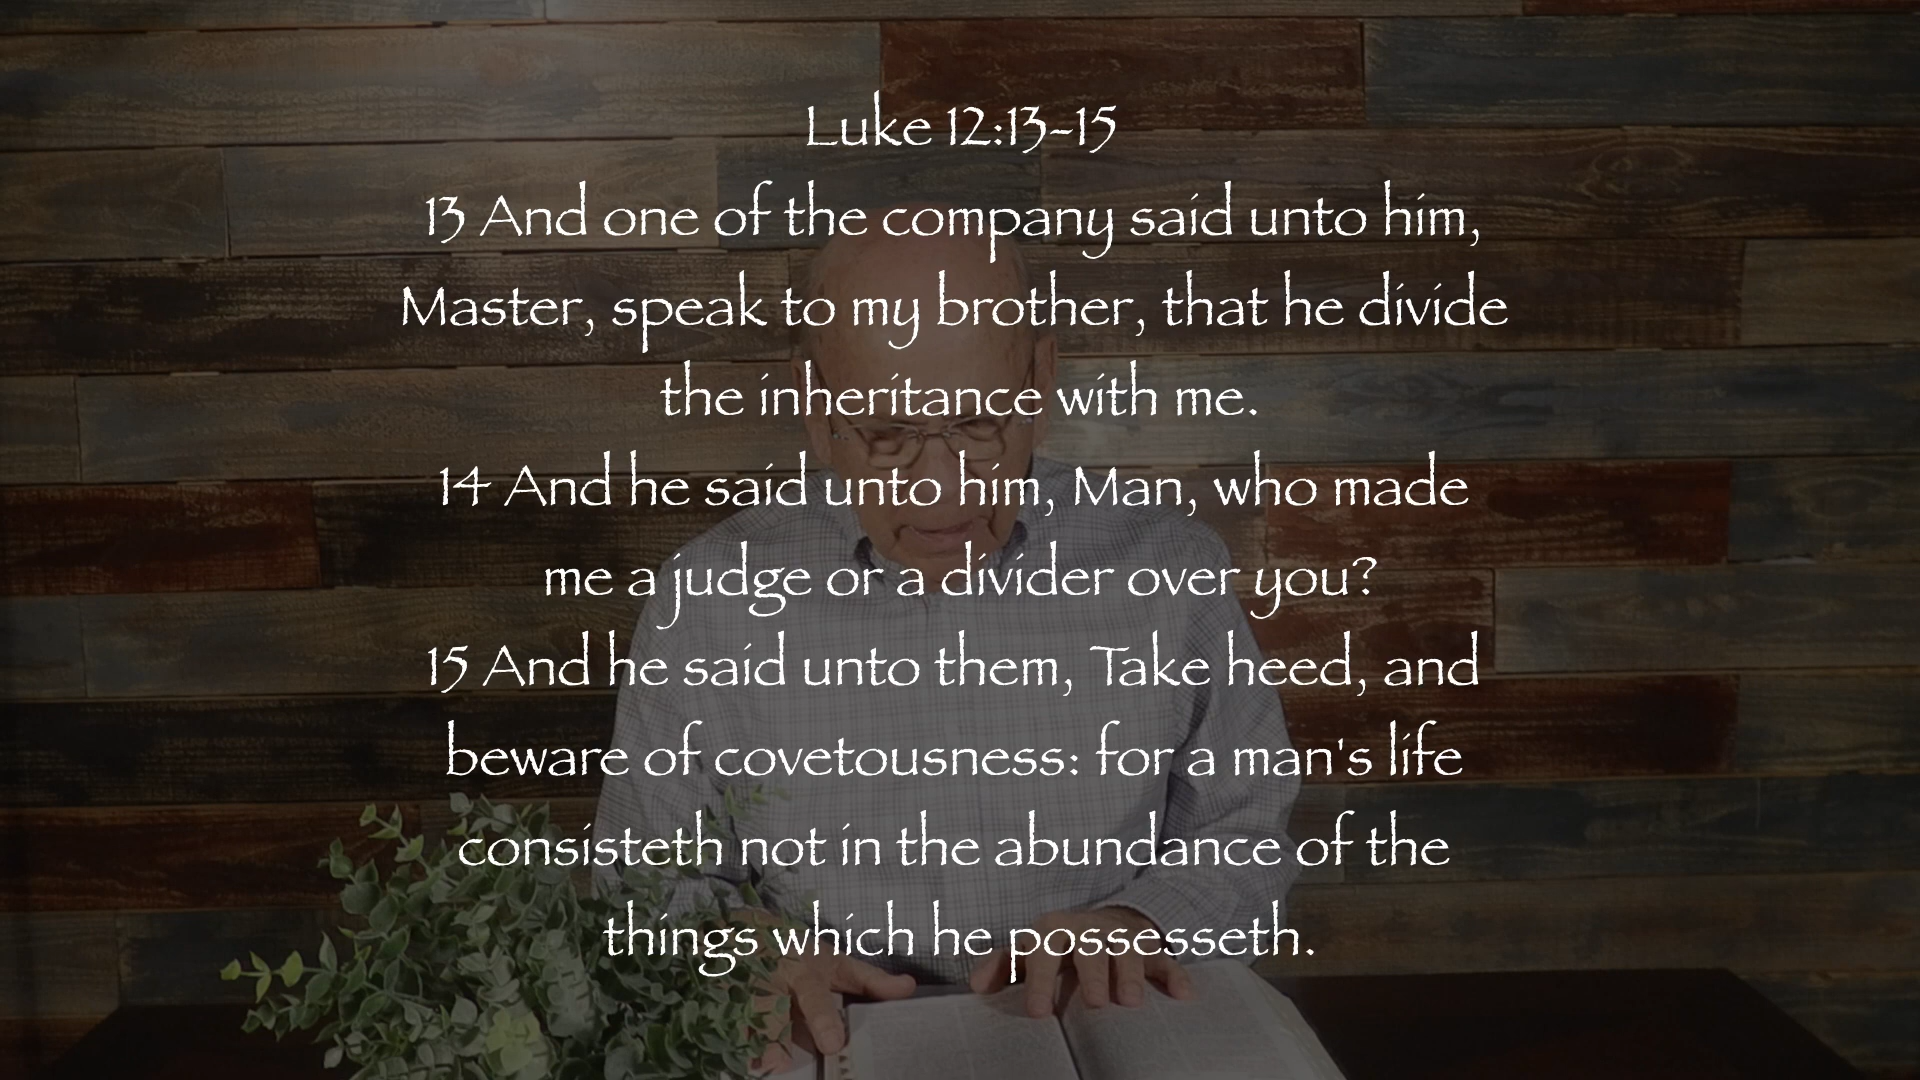 Luke 12:13-15
13 And one of the company said unto him,
Master, speak to my brother, that he divide
the inheritance with me.
14 And he said unto him, Man, who made
me a judge or a divider over you?
15 And he said unto them, Take heed, and
beware of covetousness: for a man's life
consisteth not in the abundance of the
things which he possesseth.